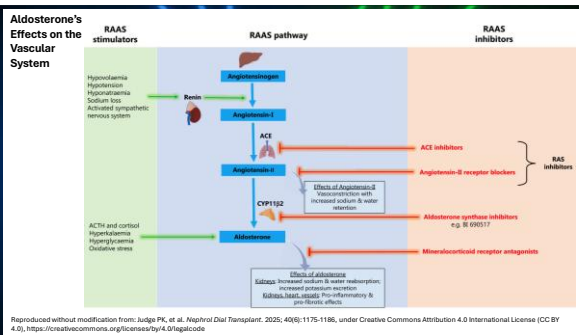 Aldosterone's
Effects on the
Vascular
System
RAAS
stimulators
RAAS pathway
RAAS
inhibitors
Hypovolaemia
Hypotension
Hyponatraemia
Sodium loss
Activated sympathetic
nervous system
Renin
Angiotensinogen
Angiotensin-I
ACE
ACE inhibitors
Angiotensin-II
Angiotensin-II receptor blockers
RAS
inhibitors
Effects of Angiotensin-II
Vasoconstriction with
increased sodium & water
retention
CYP11β2
Aldosterone synthase inhibitors
e.g. BI 690517
ACTH and cortisol
Hyperkalaemia
Hyperglycaemia
Oxidative stress
Aldosterone
Mineralocorticoid receptor antagonists
Effects of aldosterone
Kidneys: Increased sodium & water reabsorption;
increased potassium excretion
Kidneys, heart, vessels: Pro-inflammatory &
pro-fibrotic effects
Reproduced without modification from: Judge PK, et al. Nephrol Dial Transplant. 2025; 40(6):1175-1186, under Creative Commons Attribution 4.0 International License (CC BY
4.0), https://creativecommons.org/licenses/by/4.0/legalcode